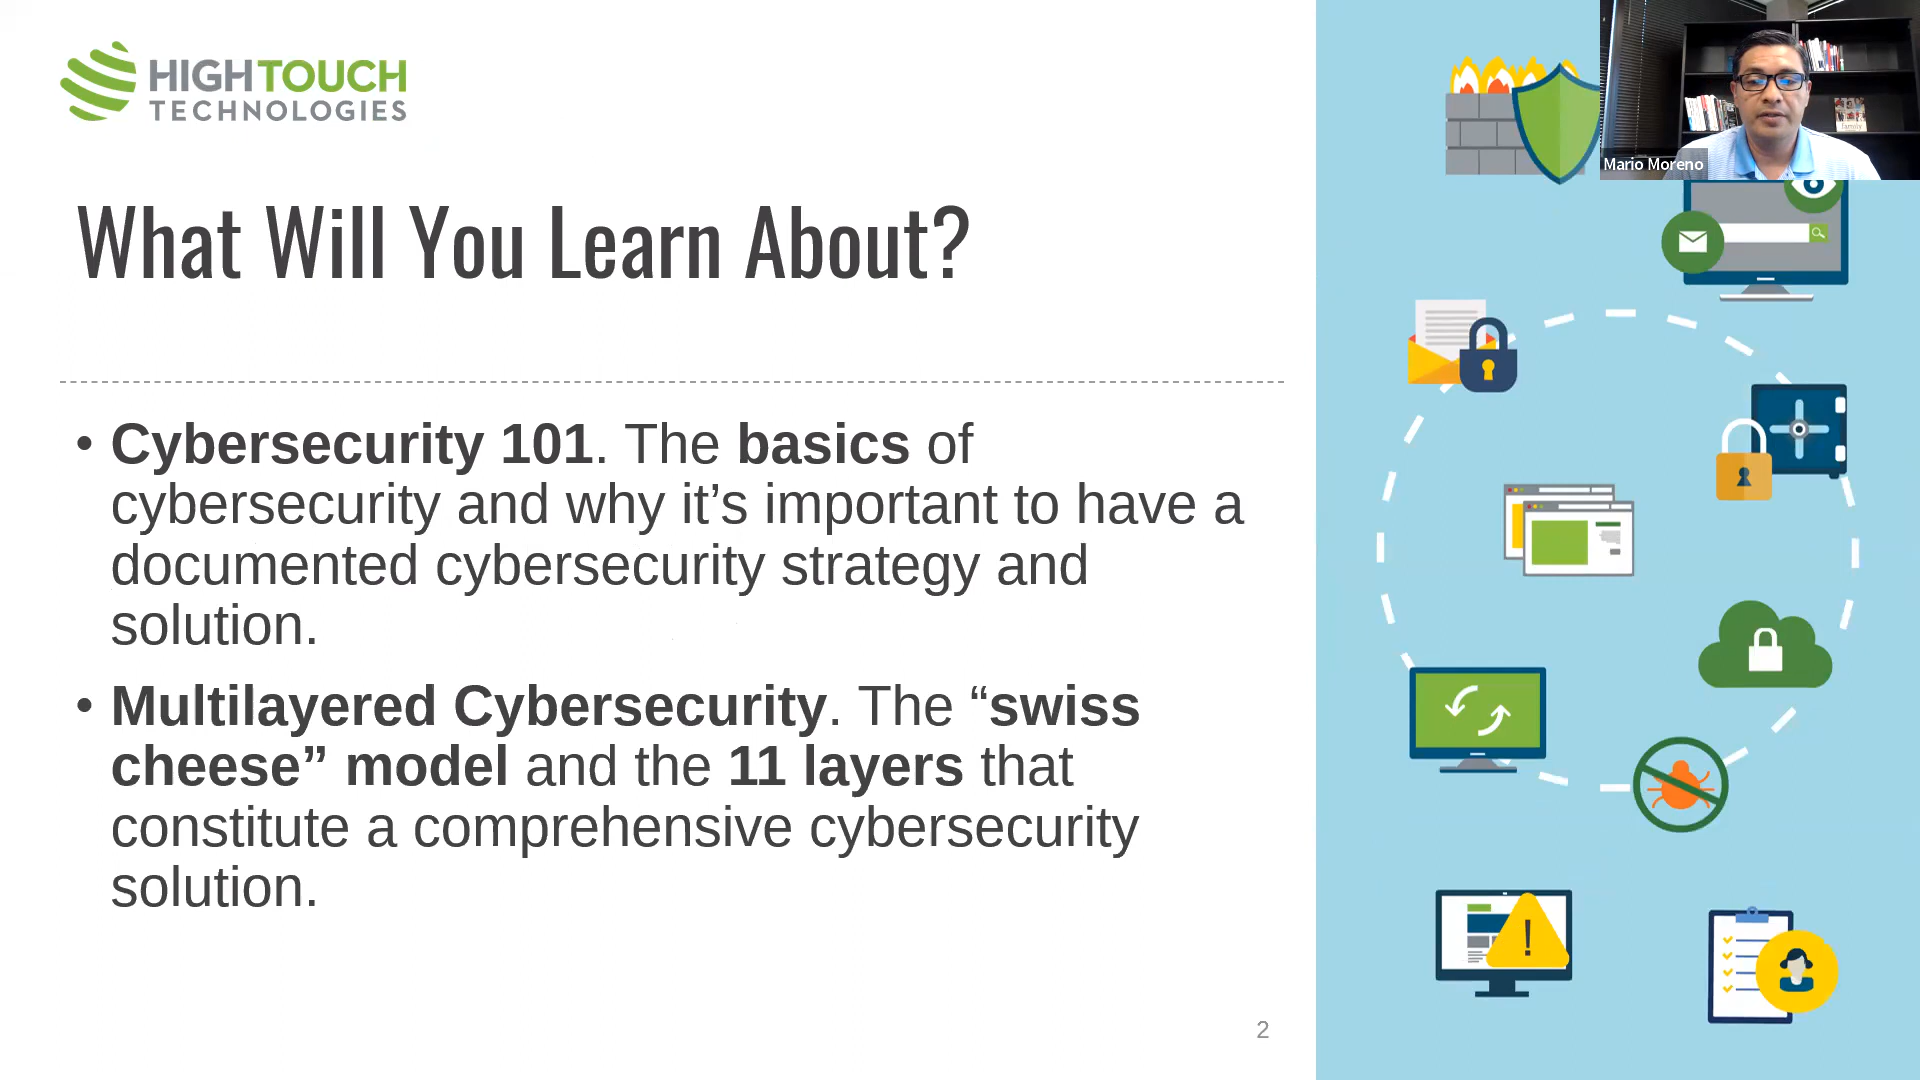 HIGHTOUCH
TECHNOLOGIES
Mario Moreno
What Will You Learn About?
• Cybersecurity 101. The basics of
cybersecurity and why it’s important to have a
documented cybersecurity strategy and
solution.
• Multilayered Cybersecurity. The “swiss
cheese” model and the 11 layers that
constitute a comprehensive cybersecurity
solution.
2